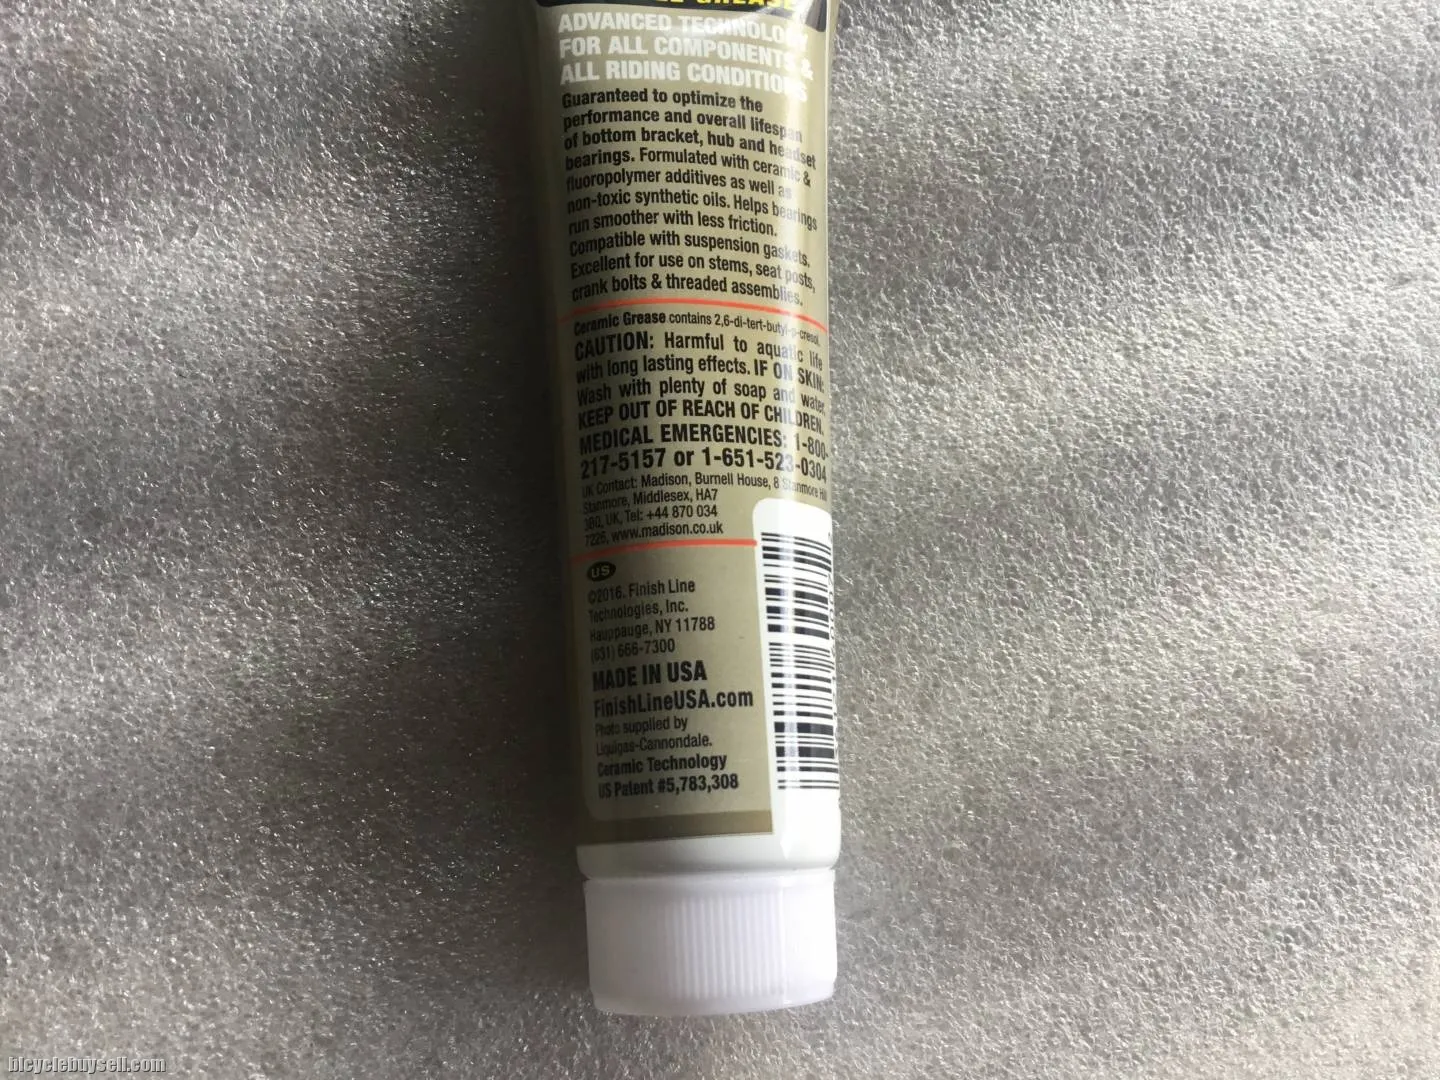 GREASE
ADVANCED TECHNOLOGY
FOR ALL COMPONENTS &
ALL RIDING CONDITIONS
Guaranteed to optimize the
performance and overall lifespan
of bottom bracket, hub and headset
bearings. Formulated with ceramic &
fluoropolymer additives as well as
non-toxic synthetic oils. Helps bearings
run smoother with less friction.
Compatible with suspension gaskets.
Excellent for use on stems, seat posts,
crank bolts & threaded assemblies.
Ceramic Grease contains 2,6-di-tert-butyl-p-cresol.
CAUTION: Harmful to aquatic life
with long lasting effects. IF ON SKIN:
Wash with plenty of soap and water.
KEEP OUT OF REACH OF CHILDREN.
MEDICAL EMERGENCIES: 1-800-
217-5157 or 1-651-523-0304
UK Contact: Madison, Burnell House, 8 Stanmore Hill
Stanmore, Middlesex, HA7
3BQ, UK, Tel: +44 870 034
7226, www.madison.co.uk
US
©2016. Finish Line
Technologies, Inc.
Hauppauge, NY 11788
(631) 666-7300
MADE IN USA
FinishLineUSA.com
Photo supplied by
Liquigas-Cannondale.
Ceramic Technology
US Patent #5,783,308
bicyclebuysell.com